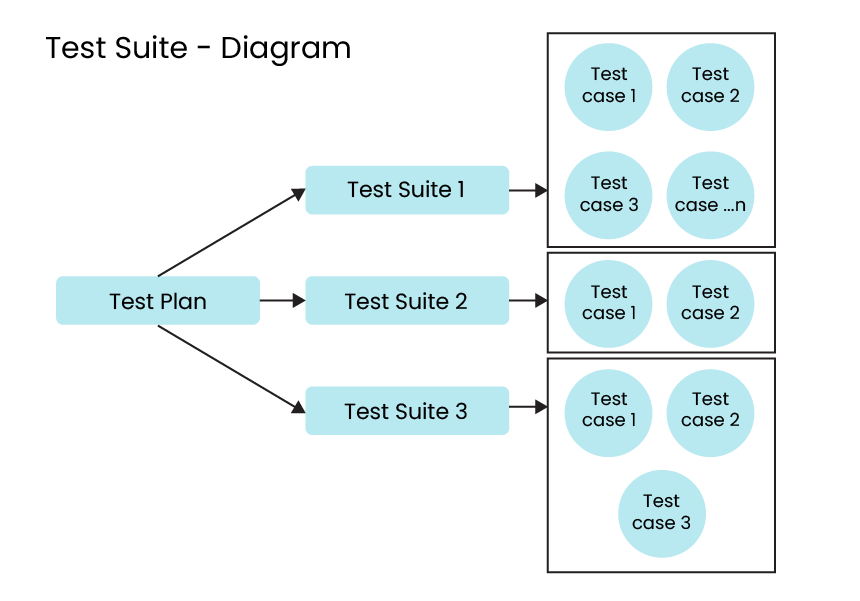 Test Suite - Diagram
Test
case 1
Test
case 2
Test
case 3
Test
case ...n
Test Suite 1
Test Plan
Test Suite 2
Test
case 1
Test
case 2
Test Suite 3
Test
case 1
Test
case 2
Test
case 3